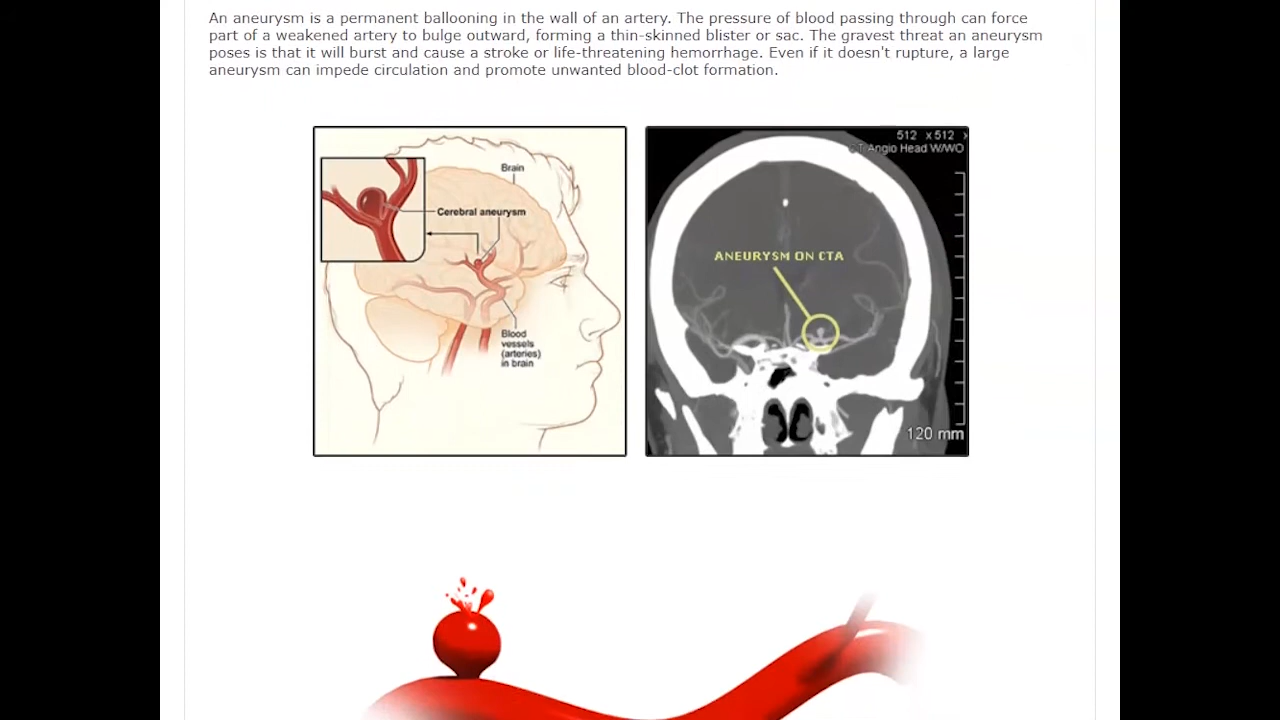 An aneurysm is a permanent ballooning in the wall of an artery. The pressure of blood passing through can force
part of a weakened artery to bulge outward, forming a thin-skinned blister or sac. The gravest threat an aneurysm
poses is that it will burst and cause a stroke or life-threatening hemorrhage. Even if it doesn't rupture, a large
aneurysm can impede circulation and promote unwanted blood-clot formation.
Brain
Cerebral aneurysm
Blood
vessels
(arteries)
in brain
512 x 512
CT Angio Head W/WO
ANEURYSM ON CTA
120 mm